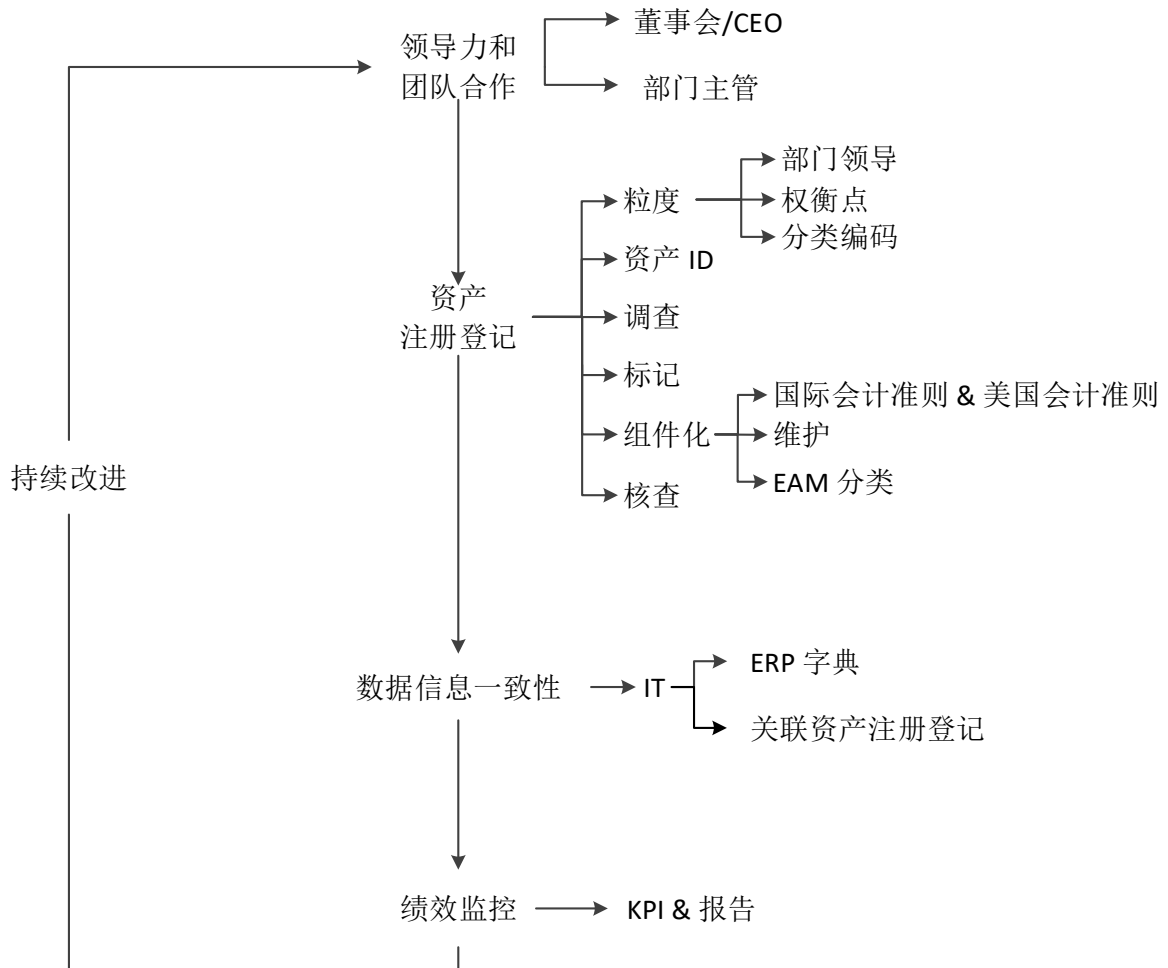 董事会/CEO
领导力和
团队合作
部门主管
部门领导
粒度
权衡点
分类编码
资产 ID
资产
注册登记
调查
标记
国际会计准则 & 美国会计准则
组件化
维护
持续改进
EAM 分类
核查
ERP 字典
数据信息一致性
IT
关联资产注册登记
绩效监控
KPI & 报告